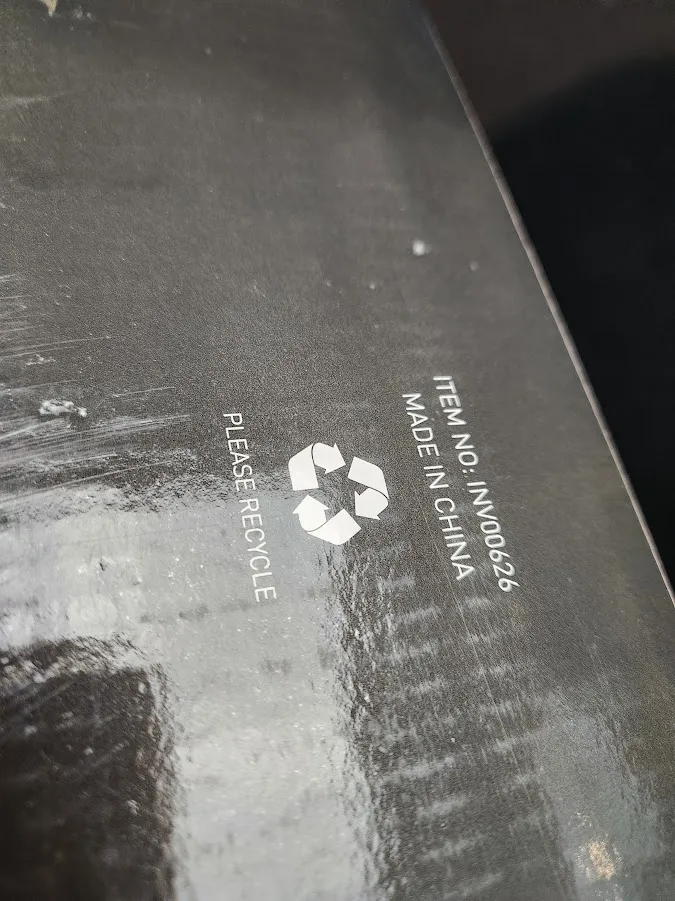 ITEM NO: INV00626
MADE IN CHINA
PLEASE RECYCLE